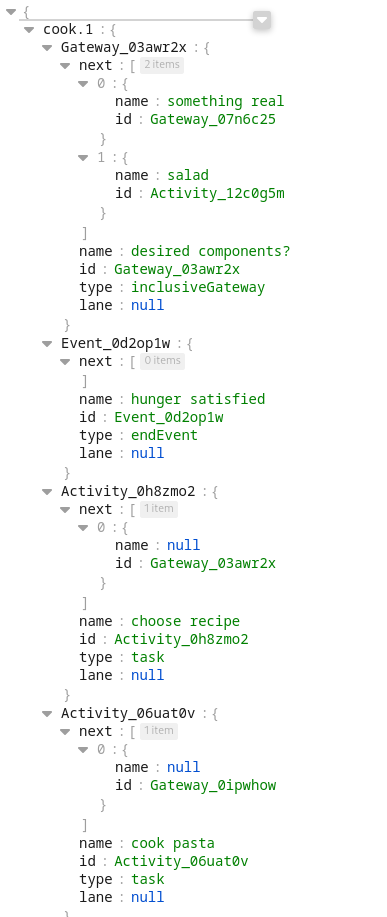 {
cook.1 : {
Gateway_03awr2x : {
next : [ 2 items
0 : {
name : something real
id : Gateway_07n6c25
}
1 : {
name : salad
id : Activity_12c0g5m
}
]
name : desired components?
id : Gateway_03awr2x
type : inclusiveGateway
lane : null
}
Event_0d2op1w : {
next : [ 0 items
]
name : hunger satisfied
id : Event_0d2op1w
type : endEvent
lane : null
}
Activity_0h8zmo2 : {
next : [ 1 item
0 : {
name : null
id : Gateway_03awr2x
}
]
name : choose recipe
id : Activity_0h8zmo2
type : task
lane : null
}
Activity_06uat0v : {
next : [ 1 item
0 : {
name : null
id : Gateway_0ipwhow
}
]
name : cook pasta
id : Activity_06uat0v
type : task
lane : null
}